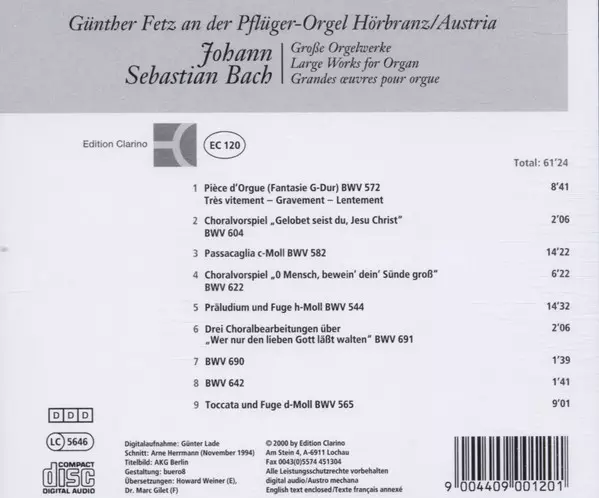 Günther Fetz an der Pflüger-Orgel Hörbranz/Austria
Johann Sebastian Bach
Große Orgelwerke
Large Works for Organ
Grandes œuvres pour orgue
Edition Clarino
EC 120
Total: 61'24
1 Pièce d'Orgue (Fantasie G-Dur) BWV 572 8'41
Très vitement – Gravement – Lentement
2 Choralvorspiel „Gelobet seist du, Jesu Christ" 2'06
BWV 604
3 Passacaglia c-Moll BWV 582 14'22
4 Choralvorspiel „O Mensch, bewein' dein' Sünde groß" 6'22
BWV 622
5 Präludium und Fuge h-Moll BWV 544 14'32
6 Drei Choralbearbeitungen über 2'06
„Wer nur den lieben Gott läßt walten" BWV 691
7 BWV 690 1'39
8 BWV 642 1'41
9 Toccata und Fuge d-Moll BWV 565 9'01
DDD
LC 5646
COMPACT
disc
DIGITAL AUDIO
Digitalaufnahme: Günter Lade
Schnitt: Arne Herrmann (November 1994)
Titelbild: AKG Berlin
Gestaltung: buero8
Übersetzungen: Howard Weiner (E),
Dr. Marc Gilet (F)
© 2000 by Edition Clarino
Am Stein 4, A-6911 Lochau
Fax 0043(0)5574 451304
Alle Leistungsschutzrechte vorbehalten
digital audio/Austro mechana
English text enclosed/Texte français annexé
9 004409 001201